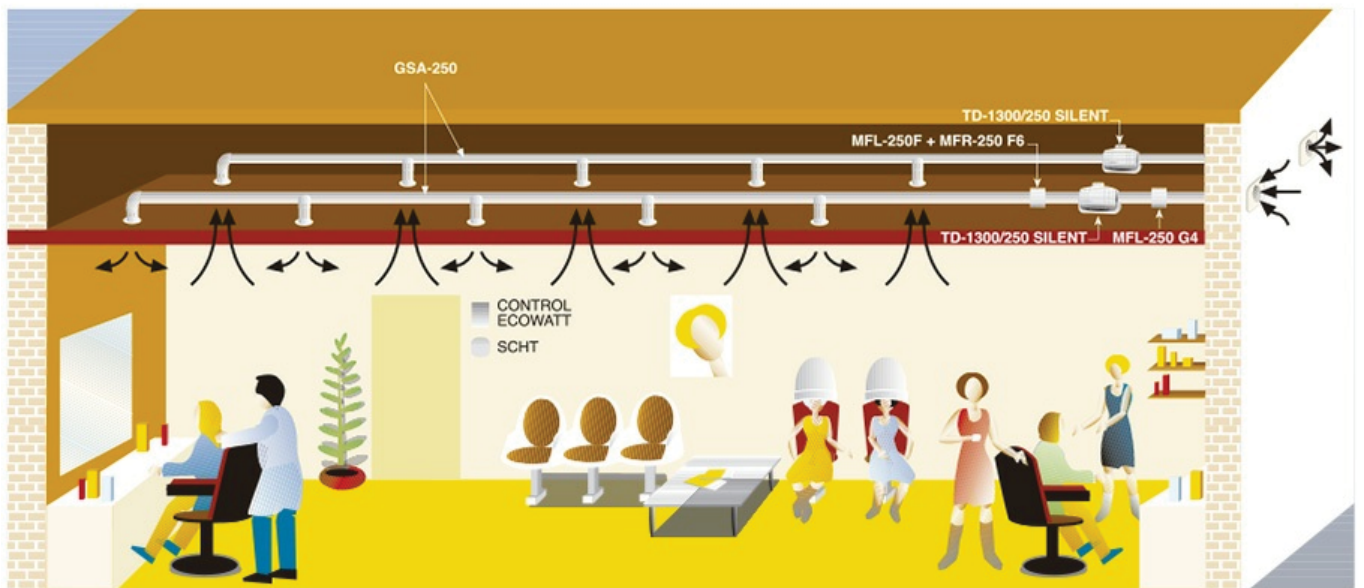 GSA-250
TD-1300/250 SILENT
MFL-250F + MFR-250 F6
TD-1300/250 SILENT
MFL-250 G4
CONTROL
ECOWATT
SCHT